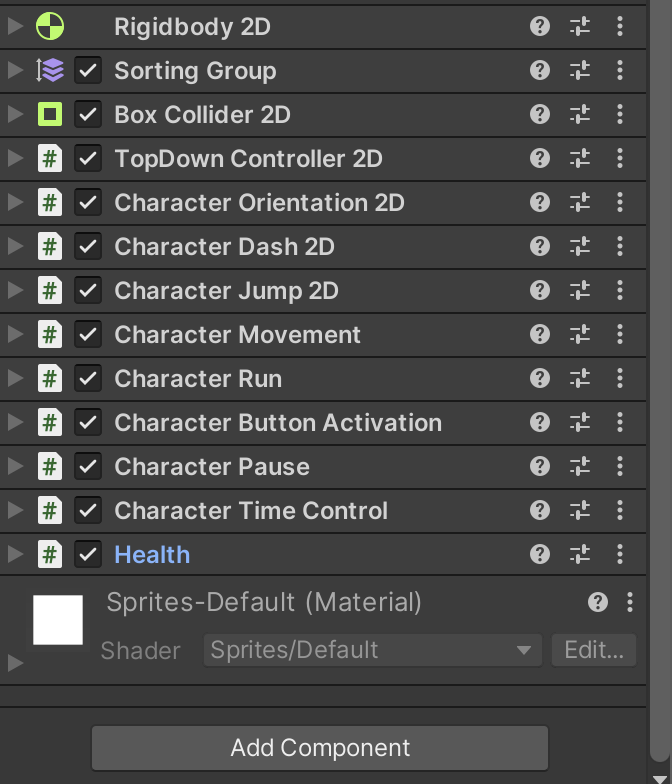 Rigidbody 2D
Sorting Group
Box Collider 2D
# TopDown Controller 2D
# Character Orientation 2D
# Character Dash 2D
# Character Jump 2D
# Character Movement
# Character Run
# Character Button Activation
# Character Pause
# Character Time Control
# Health
Sprites-Default (Material)
Shader Sprites/Default Edit...
Add Component